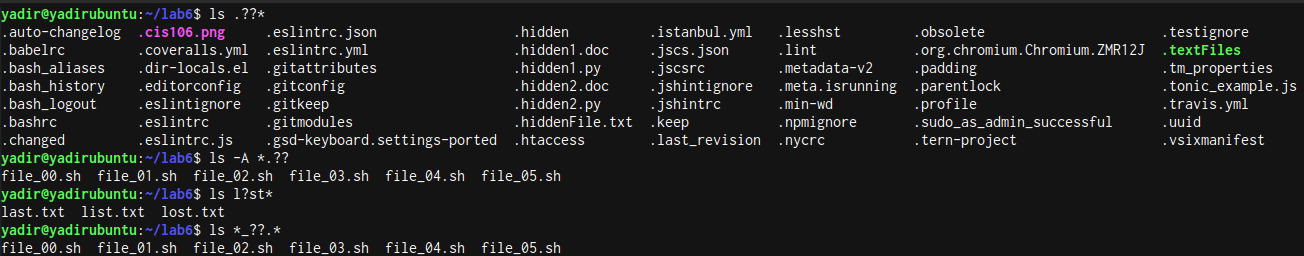 yadir@yadirubuntu:~/lab6$ ls .??*
.auto-changelog  .cis106.png    .eslintrc.json               .hidden         .istanbul.yml   .lesshst         .obsolete                      .testignore
.babelrc         .coveralls.yml .eslintrc.yml                .hidden1.doc    .jscs.json      .lint            .org.chromium.Chromium.ZMR12J  .textFiles
.bash_aliases    .dir-locals.el .gitattributes               .hidden1.py     .jscsrc         .metadata-v2     .padding                       .tm_properties
.bash_history    .editorconfig  .gitconfig                   .hidden2.doc    .jshintignore   .meta.isrunning  .parentlock                    .tonic_example.js
.bash_logout     .eslintignore  .gitkeep                     .hidden2.py     .jshintrc       .min-wd          .profile                       .travis.yml
.bashrc          .eslintrc      .gitmodules                  .hiddenFile.txt .keep           .npmignore       .sudo_as_admin_successful      .uuid
.changed         .eslintrc.js   .gsd-keyboard.settings-ported  .htaccess     .last_revision  .nycrc           .tern-project                  .vsixmanifest
yadir@yadirubuntu:~/lab6$ ls -A *.??
file_00.sh  file_01.sh  file_02.sh  file_03.sh  file_04.sh  file_05.sh
yadir@yadirubuntu:~/lab6$ ls l?st*
last.txt  list.txt  lost.txt
yadir@yadirubuntu:~/lab6$ ls *_??.*
file_00.sh  file_01.sh  file_02.sh  file_03.sh  file_04.sh  file_05.sh